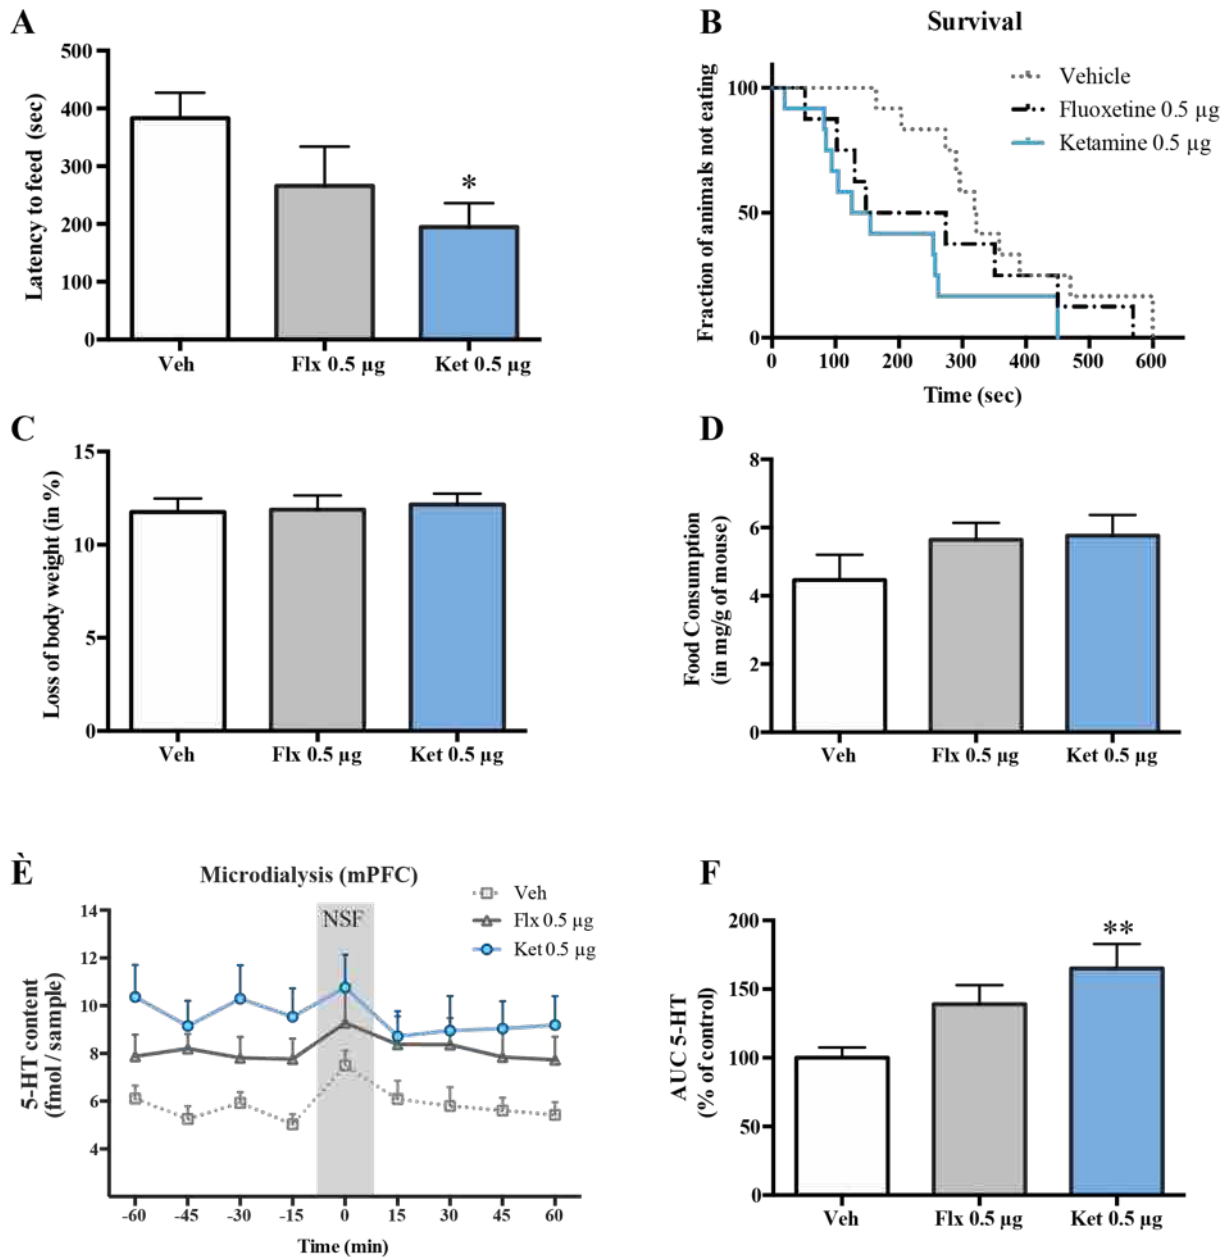 A
Latency to feed (sec)
500
400
300
200
100
0
*
Veh
Flx 0.5 µg
Ket 0.5 µg
B
Survival
Fraction of animals not eating
100
50
0
Vehicle
Fluoxetine 0.5 µg
Ketamine 0.5 µg
0
100
200
300
400
500
600
Time (sec)
C
Loss of body weight (in %)
15
10
5
0
Veh
Flx 0.5 µg
Ket 0.5 µg
D
Food Consumption
(in mg/g of mouse)
8
6
4
2
0
Veh
Flx 0.5 µg
Ket 0.5 µg
È
Microdialysis (mPFC)
5-HT content
(fmol / sample)
14
12
10
8
6
4
NSF
Veh
Flx 0.5 µg
Ket 0.5 µg
-60
-45
-30
-15
0
15
30
45
60
Time (min)
F
AUC 5-HT
(% of control)
200
150
100
50
0
**
Veh
Flx 0.5 µg
Ket 0.5 µg